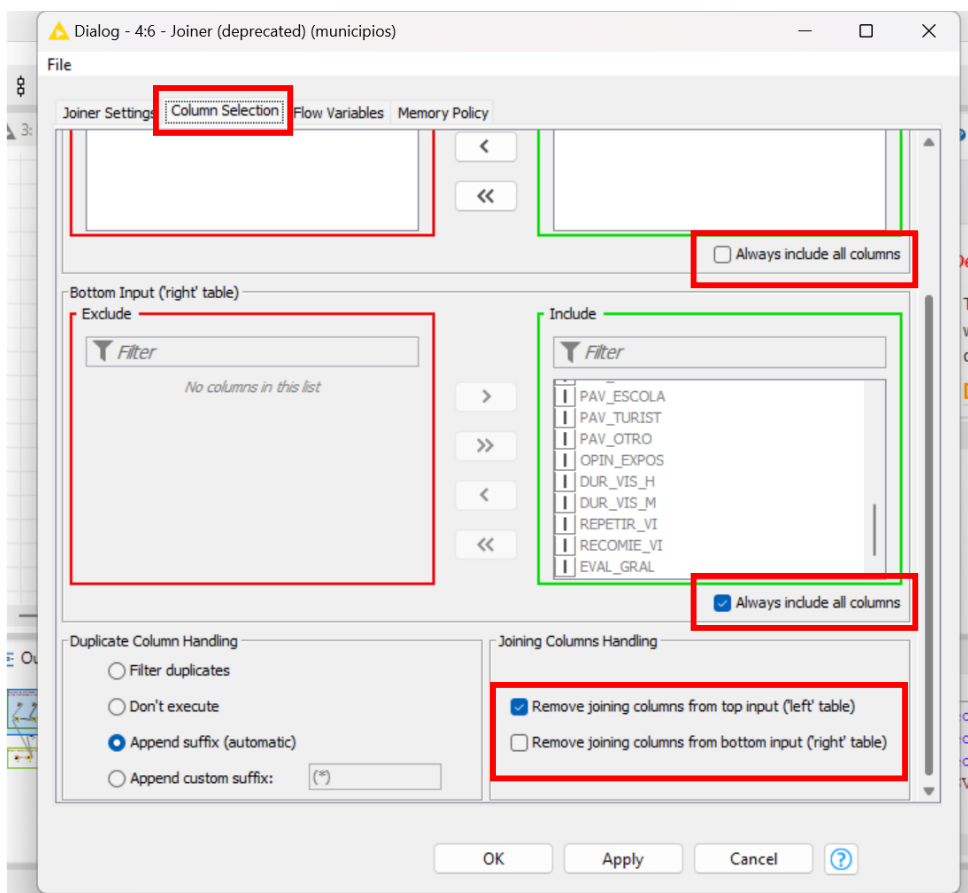 Dialog - 4:6 - Joiner (deprecated) (municipios)
File
Joiner Settings Column Selection Flow Variables Memory Policy
3:
<
<<
Always include all columns
Bottom Input ('right' table)
Exclude
Include
Filter
Filter
No columns in this list
>
>>
<
<<
PAV_ESCOLA
PAV_TURIST
PAV_OTRO
OPIN_EXPOS
DUR_VIS_H
DUR_VIS_M
REPETIR_VI
RECOMIE_VI
EVAL_GRAL
Always include all columns
Duplicate Column Handling
Filter duplicates
Don't execute
Append suffix (automatic)
Append custom suffix: (*)
Joining Columns Handling
Remove joining columns from top input ('left' table)
Remove joining columns from bottom input ('right' table)
OK Apply Cancel ?